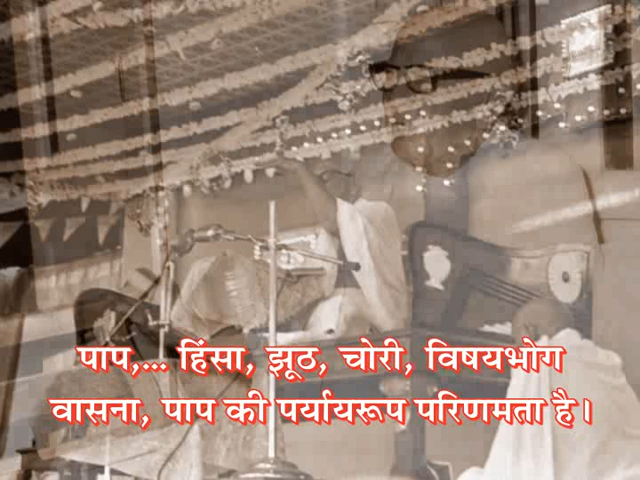 पाप,... हिंसा, झूठ, चोरी, विषयभोग
वासना, पाप की पर्यायरूप परिणमता है।